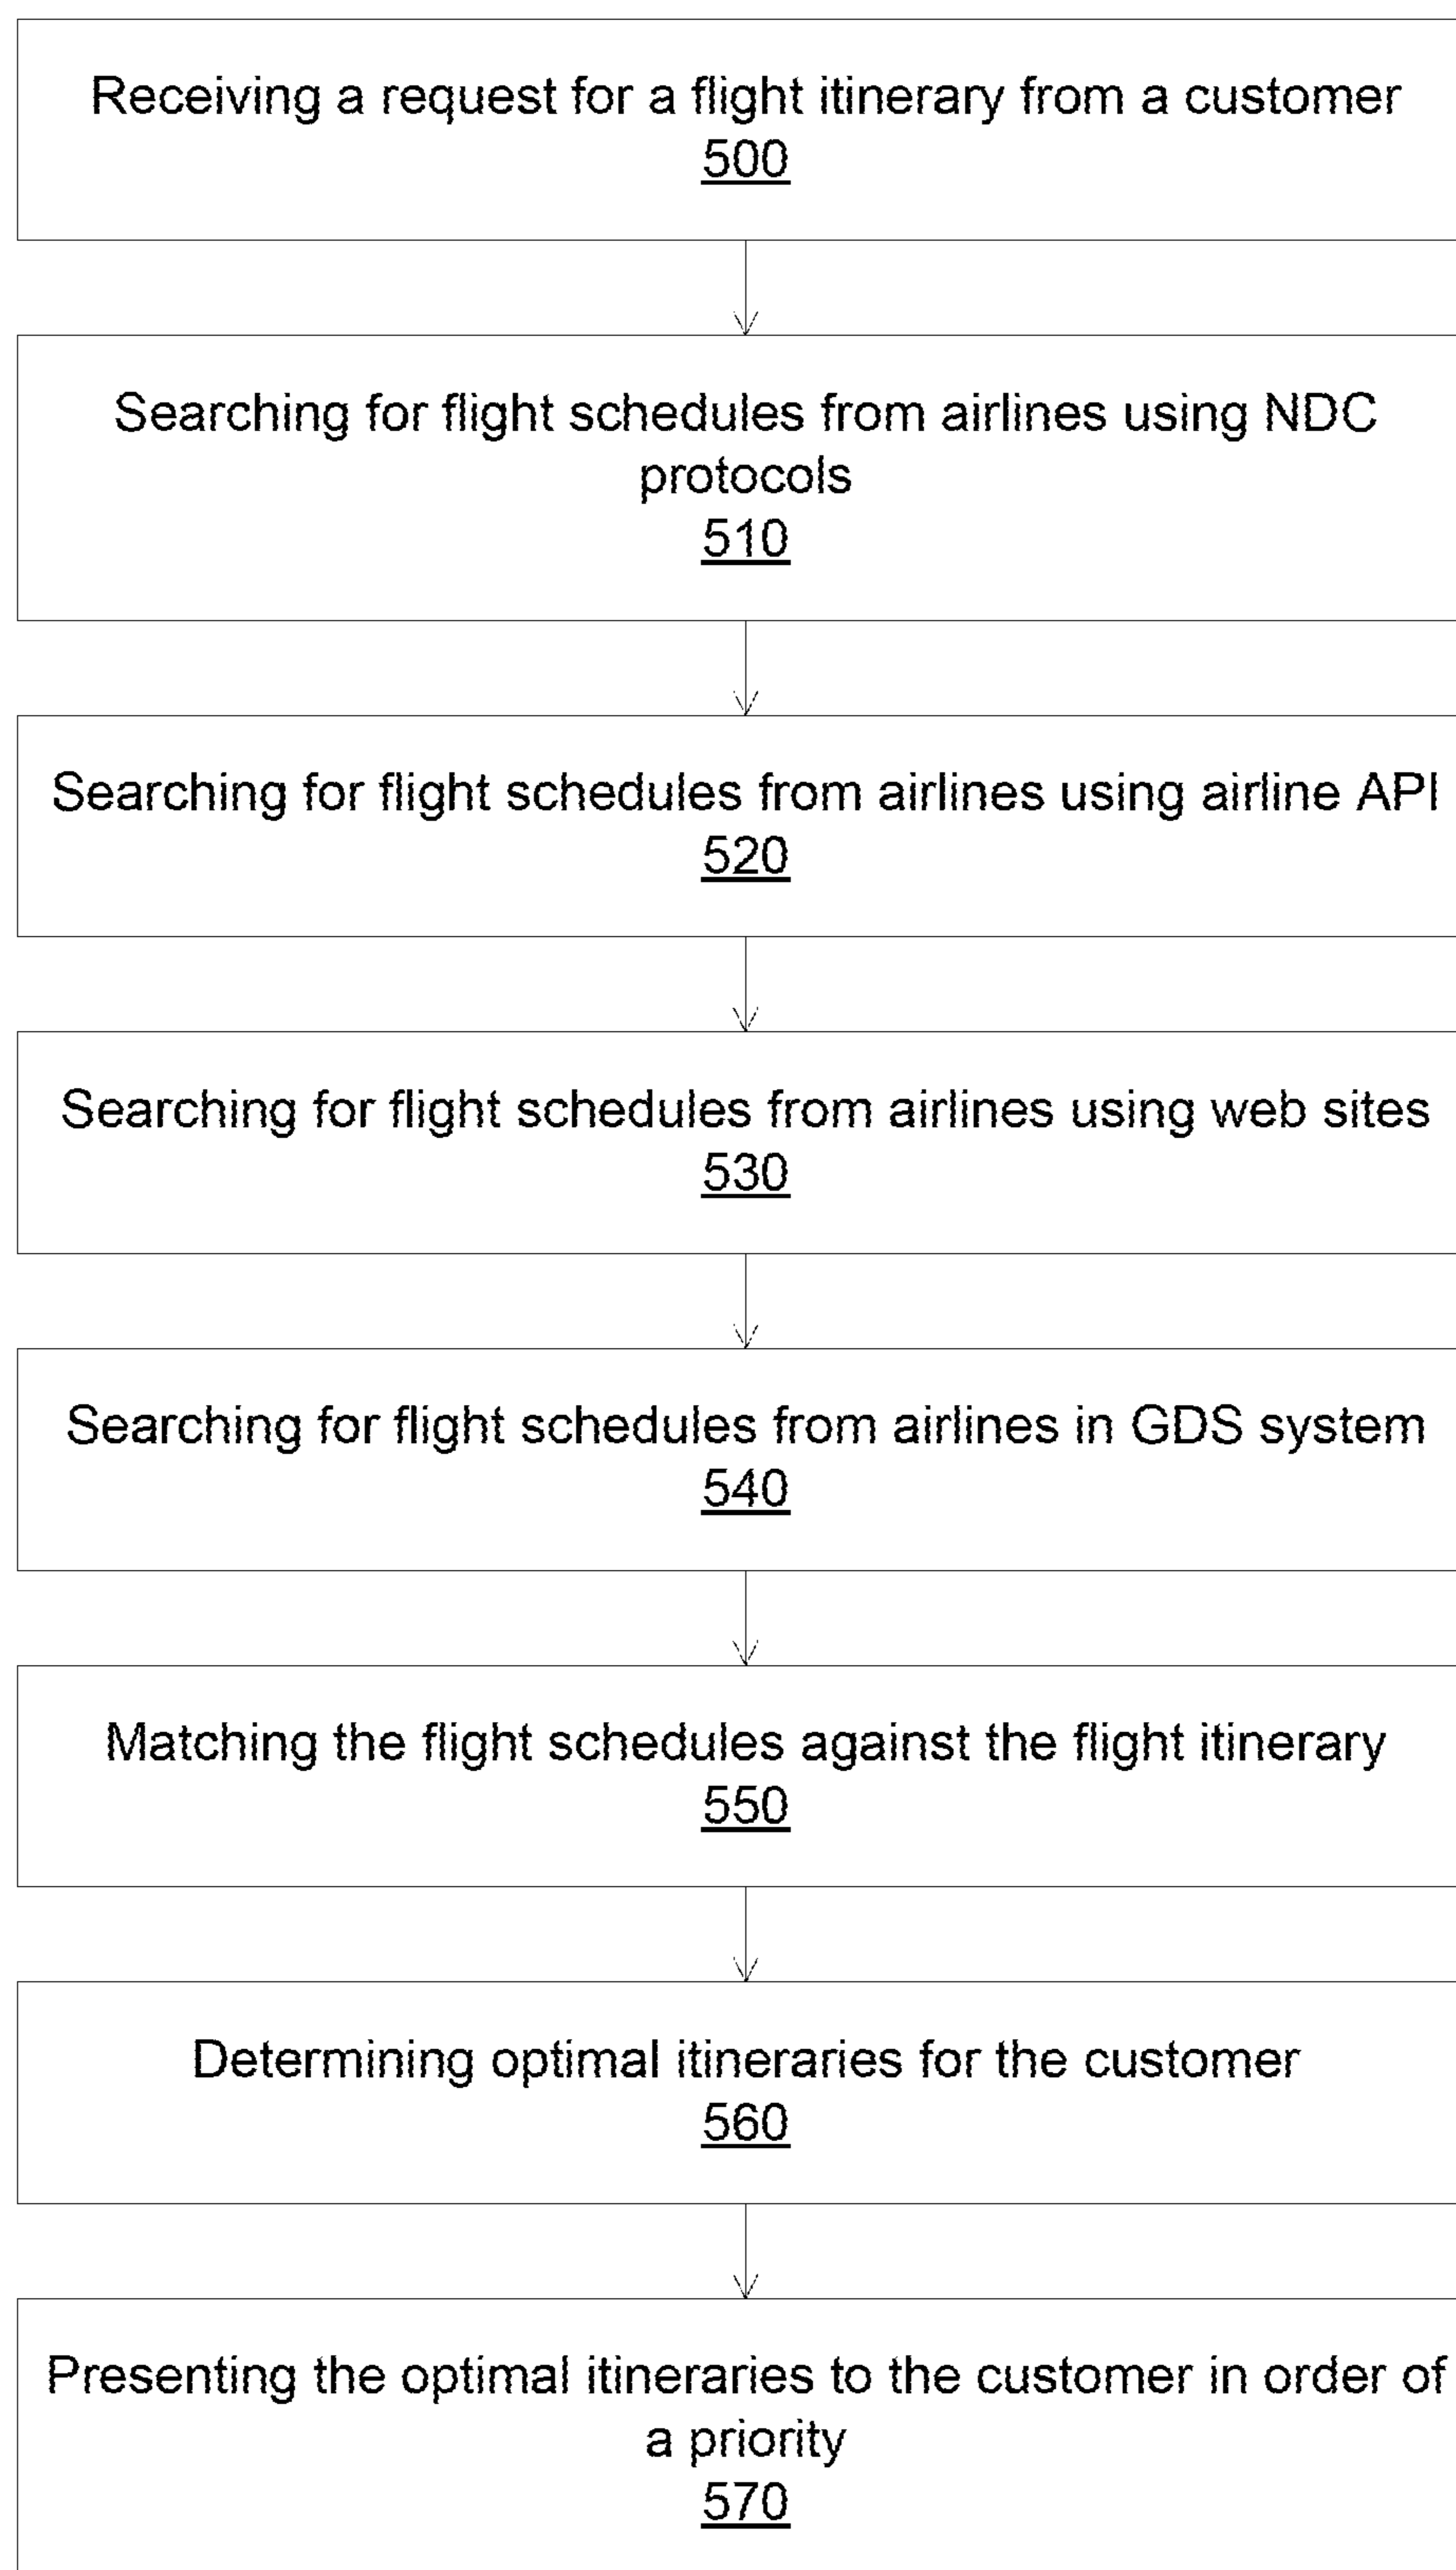 Receiving a request for a flight itinerary from a customer
500
Searching for flight schedules from airlines using NDC
protocols
510
Searching for flight schedules from airlines using airline API
520
Searching for flight schedules from airlines using web sites
530
Searching for flight schedules from airlines in GDS system
540
Matching the flight schedules against the flight itinerary
550
Determining optimal itineraries for the customer
560
Presenting the optimal itineraries to the customer in order of
a priority
570